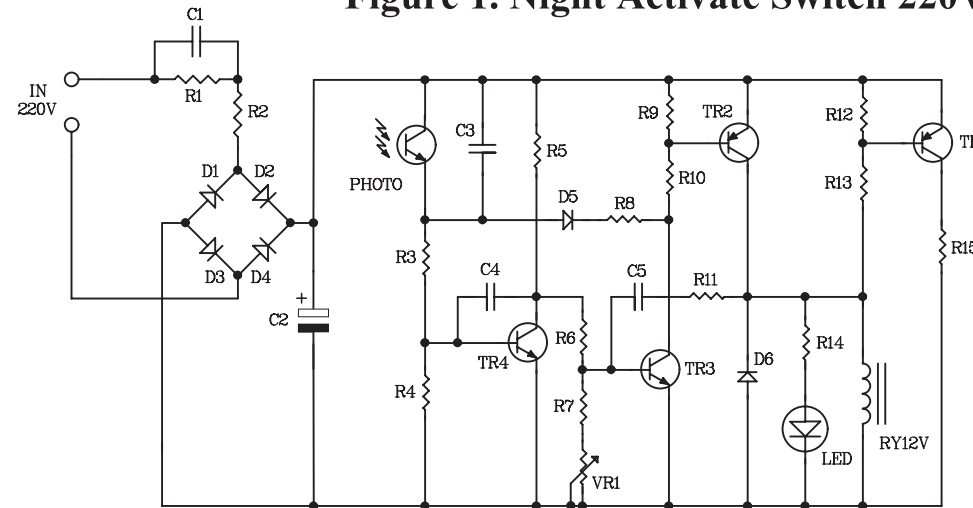 Figure 1. Night Activate Switch 220V
C1
IN
220V
R1
R2
D1
D2
D3
D4
C2
+
PHOTO
C3
R5
R3
C4
R4
TR4
D5
R8
R6
R7
VR1
C5
R9
R10
TR2
R11
TR3
D6
R14
LED
R12
R13
RY12V
R15